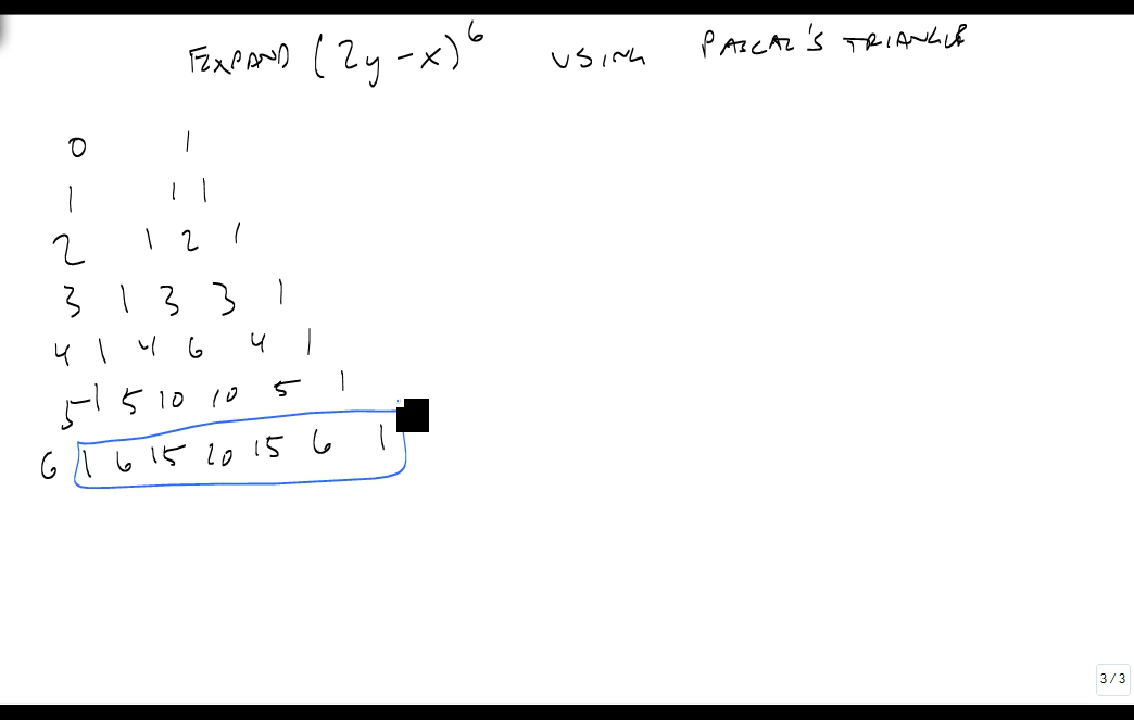 EXPAND (2y - x)^6 USING PASCAL'S TRIANGLE
0 1
1 1 1
2 1 2 1
3 1 3 3 1
4 1 4 6 4 1
5 1 5 10 10 5 1
6 1 6 15 20 15 6 1
3/3